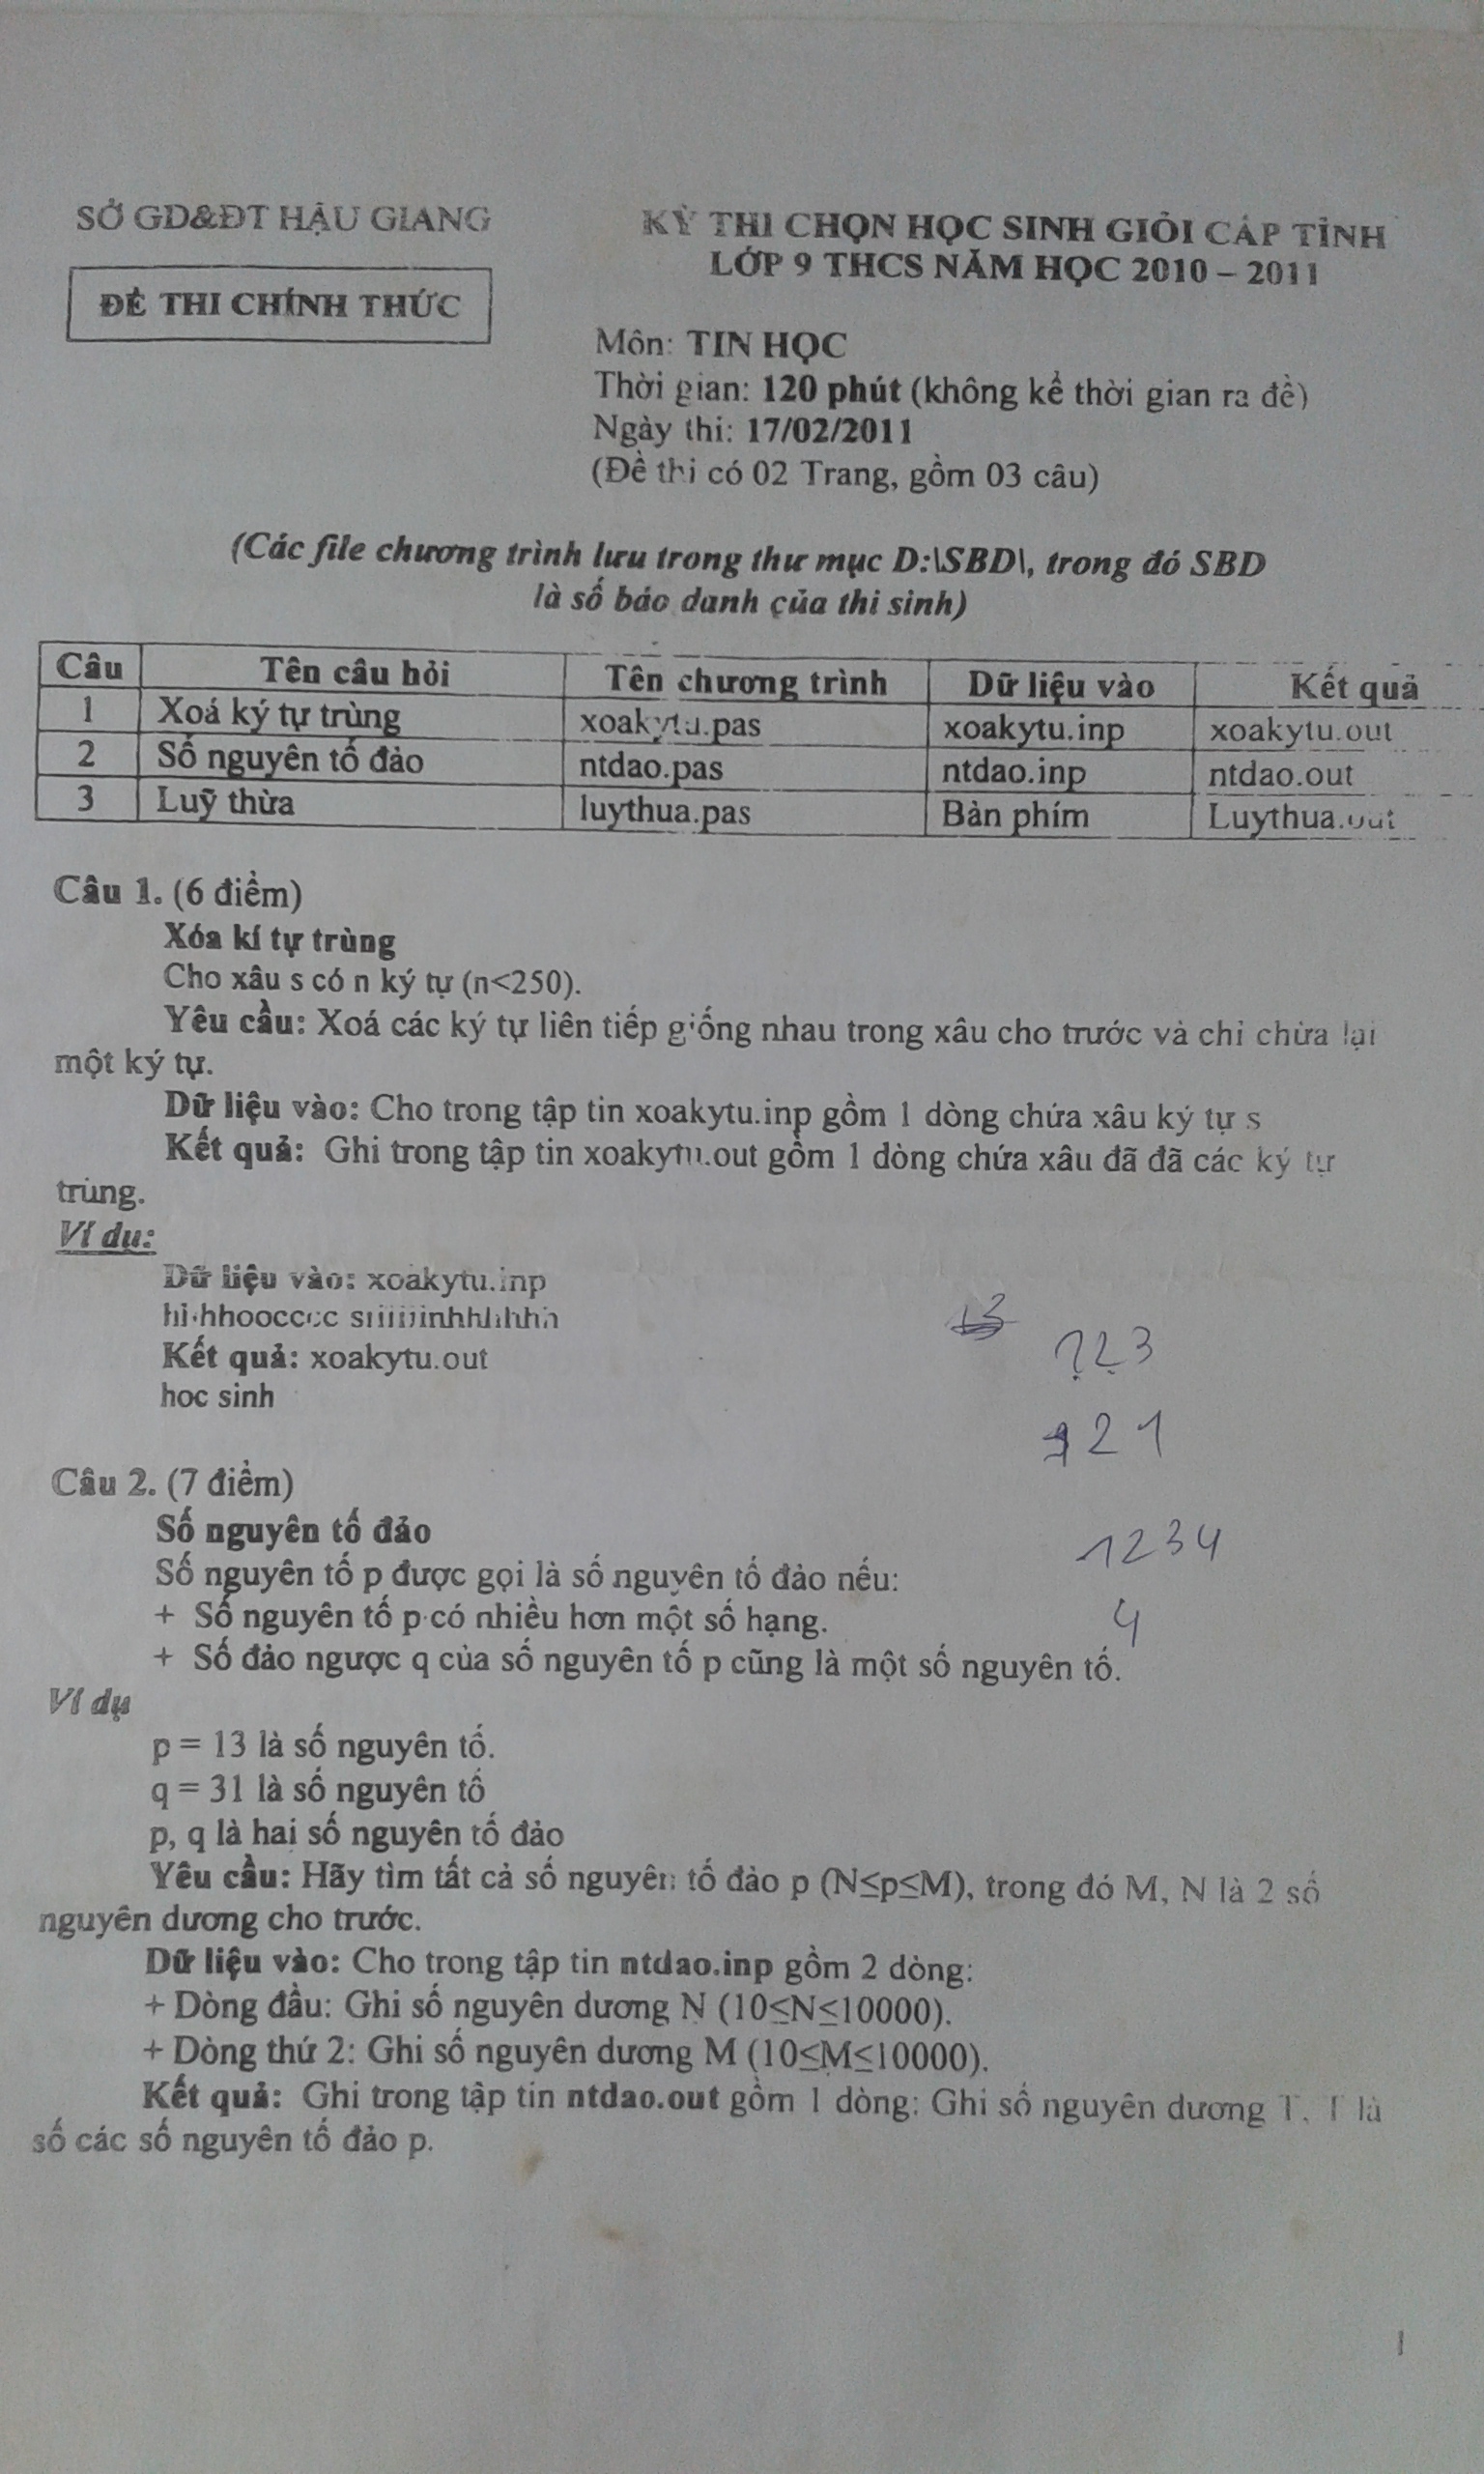 SỞ GD&ĐT HẬU GIANG
ĐỀ THI CHÍNH THỨC
KỲ THI CHỌN HỌC SINH GIỎI CẤP TỈNH
LỚP 9 THCS NĂM HỌC 2010 – 2011
Môn: TIN HỌC
Thời gian: 120 phút (không kể thời gian ra đề)
Ngày thi: 17/02/2011
(Đề thi có 02 Trang, gồm 03 câu)
(Các file chương trình lưu trong thư mục D:\SBD\, trong đó SBD
là số báo danh của thi sinh)
Câu Tên câu hỏi Tên chương trình Dữ liệu vào Kết quả
1 Xoá ký tự trùng xoakytu.pas xoakytu.inp xoakytu.out
2 Số nguyên tố đảo ntdao.pas ntdao.inp ntdao.out
3 Luỹ thừa luythua.pas Bàn phím Luythua.out
Câu 1. (6 điểm)
Xóa kí tự trùng
Cho xâu s có n ký tự (n<250).
Yêu cầu: Xoá các ký tự liên tiếp giống nhau trong xâu cho trước và chỉ chừa lại
một ký tự.
Dữ liệu vào: Cho trong tập tin xoakytu.inp gồm 1 dòng chứa xâu ký tự s
Kết quả: Ghi trong tập tin xoakytu.out gồm 1 dòng chứa xâu đã đã các ký tự
trùng.
Ví dụ:
Dữ liệu vào: xoakytu.inp
Kết quả: xoakytu.out
hoc sinh
13
123
121
Câu 2. (7 điểm)
Số nguyên tố đảo
1234
Số nguyên tố p được gọi là số nguyên tố đảo nếu:
+ Số nguyên tố p có nhiều hơn một số hạng.
4
+ Số đảo ngược q của số nguyên tố p cũng là một số nguyên tố.
Ví dụ
p = 13 là số nguyên tố.
q = 31 là số nguyên tố
p, q là hai số nguyên tố đảo
Yêu cầu: Hãy tìm tất cả số nguyên tố đảo p (N≤p≤M), trong đó M, N là 2 số
nguyên dương cho trước.
Dữ liệu vào: Cho trong tập tin ntdao.inp gồm 2 dòng:
+ Dòng đầu: Ghi số nguyên dương N (10≤N≤10000).
+ Dòng thứ 2: Ghi số nguyên dương M (10≤M≤10000).
Kết quả: Ghi trong tập tin ntdao.out gồm 1 dòng: Ghi số nguyên dương T, T là
số các số nguyên tố đảo p.
1